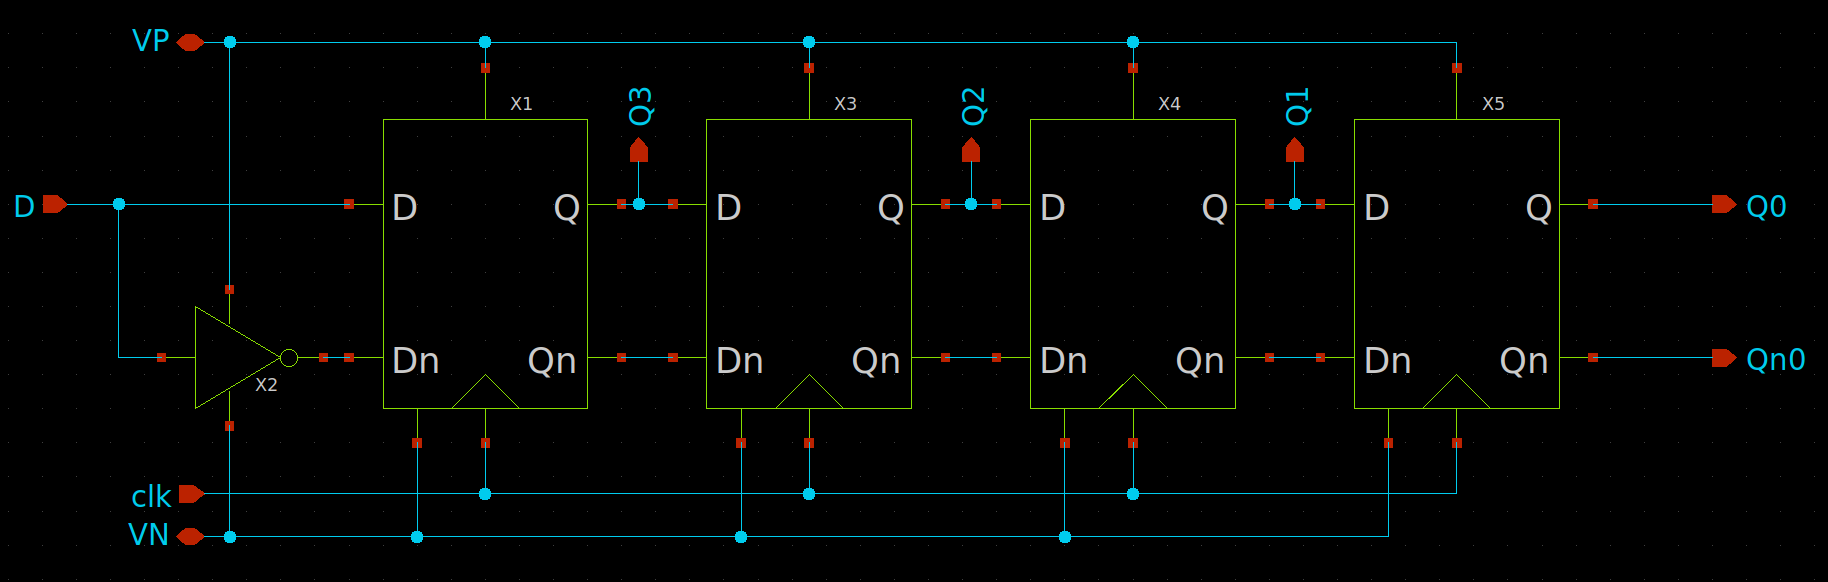 VP
X1
X3
X4
X5
Q3
Q2
Q1
D
D Q
D Q
D Q
D Q
Q0
X2
Dn Qn
Dn Qn
Dn Qn
Dn Qn
Qn0
clk
VN